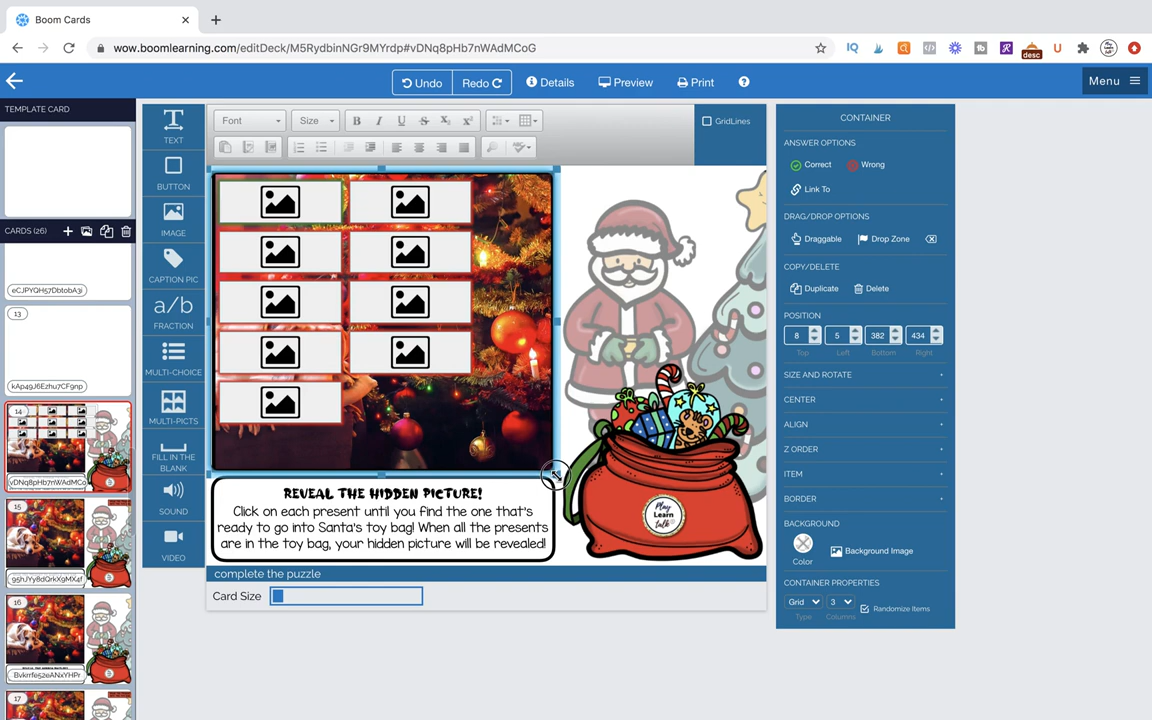 Boom Cards
wow.boomlearning.com/editDeck/M5RydbinNGr9MYrdp#vDNq8pHb7nWAdMCoG
desc
Undo
Redo
Details
Preview
Print
Menu
TEMPLATE CARD
CARDS (26)
eCJPYQH57DbtobA3i
13
kAp49J6Ezhu7CF9np
14
vDNq8pHb7nWAdMCo
15
95hJYy8dQrkX9MX4f
16
Bvkrrfe52eANxYHPr
17
TEXT
BUTTON
IMAGE
CAPTION PIC
a/b
FRACTION
MULTI-CHOICE
MULTI-PICTS
FILL IN THE
BLANK
SOUND
VIDEO
Font
Size
GridLines
REVEAL THE HIDDEN PICTURE!
Click on each present until you find the one that's
ready to go into Santa's toy bag! When all the presents
are in the toy bag, your hidden picture will be revealed!
Play
Learn
Talk
complete the puzzle
Card Size
CONTAINER
ANSWER OPTIONS
Correct
Wrong
Link To
DRAG/DROP OPTIONS
Draggable
Drop Zone
COPY/DELETE
Duplicate
Delete
POSITION
8
5
382
434
Top
Left
Bottom
Right
SIZE AND ROTATE
CENTER
ALIGN
Z ORDER
ITEM
BORDER
BACKGROUND
Color
Background Image
CONTAINER PROPERTIES
Grid
3
Randomize Items
Type
Columns